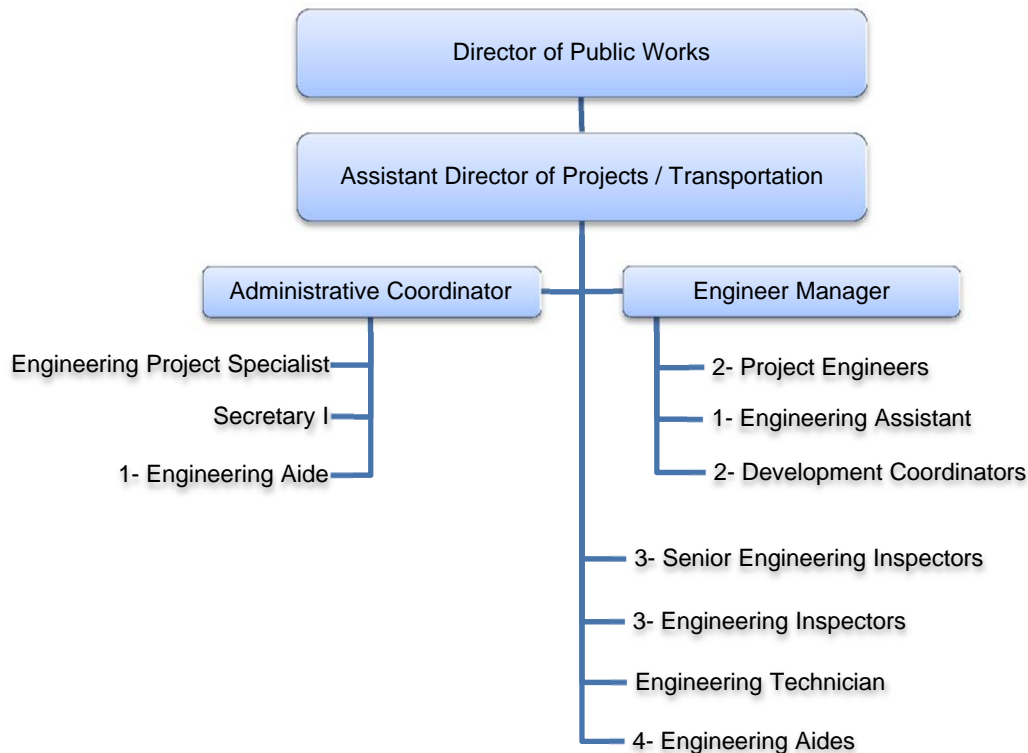 Director of Public Works
Assistant Director of Projects / Transportation
Administrative Coordinator
Engineer Manager
Engineering Project Specialist
Secretary I
1- Engineering Aide
2- Project Engineers
1- Engineering Assistant
2- Development Coordinators
3- Senior Engineering Inspectors
3- Engineering Inspectors
Engineering Technician
4- Engineering Aides